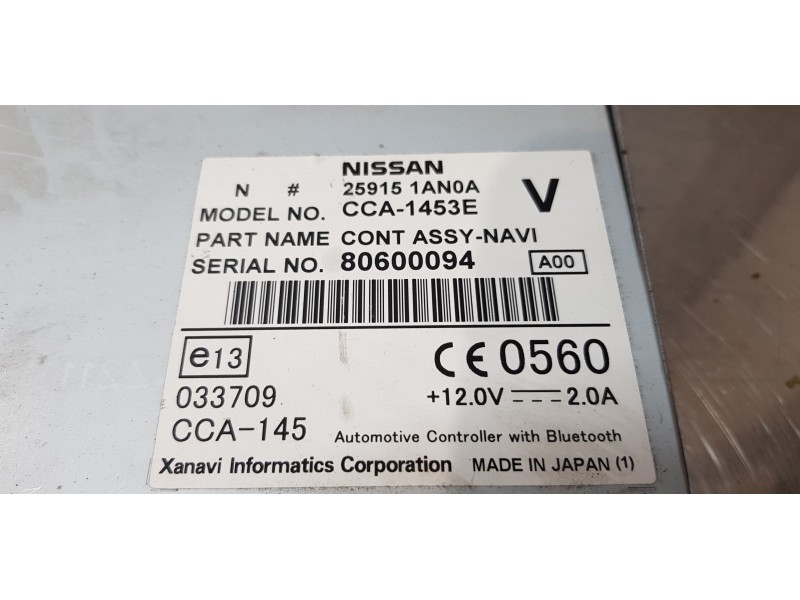 NISSAN
N # 25915 1AN0A V
MODEL NO. CCA-1453E
PART NAME CONT ASSY-NAVI
SERIAL NO. 80600094 A00
e13 CE 0560
033709 +12.0V 2.0A
CCA-145 Automotive Controller with Bluetooth
Xanavi Informatics Corporation MADE IN JAPAN (1)